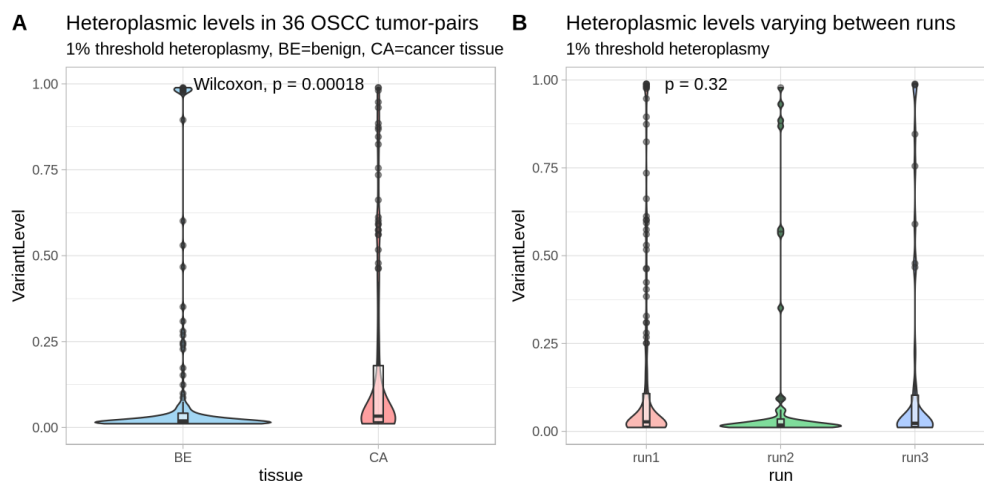 A
Heteroplasmic levels in 36 OSCC tumor-pairs
1% threshold heteroplasmy, BE=benign, CA=cancer tissue
Wilcoxon, p = 0.00018
1.00
0.75
0.50
0.25
0.00
VariantLevel
BE
CA
tissue
B
Heteroplasmic levels varying between runs
1% threshold heteroplasmy
p = 0.32
1.00
0.75
0.50
0.25
0.00
VariantLevel
run1
run2
run3
run